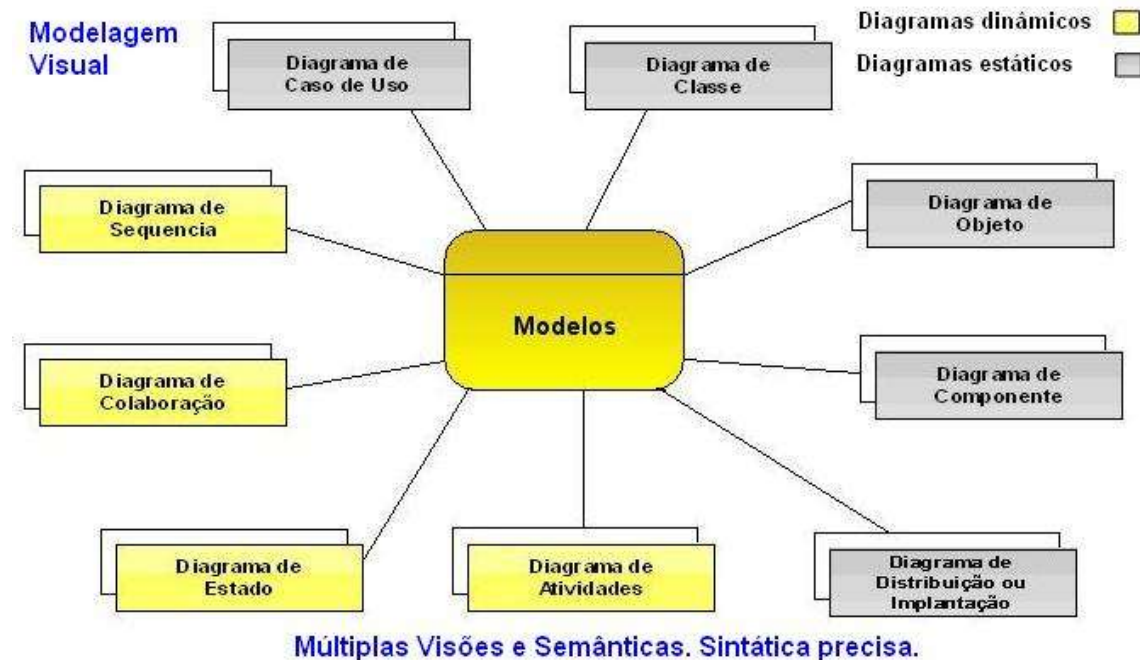 Modelagem
Visual
Diagramas dinámicos
Diagramas estáticos
Diagrama de
Caso de Uso
Diagrama de
Classe
Diagrama de
Sequencia
Diagrama de
Objeto
Modelos
Diagrama de
Colaboração
Diagrama de
Componente
Diagrama de
Estado
Diagrama de
Atividades
Diagrama de
Distribuição ou
Implantação
Múltiplas Visões e Semânticas. Sintática precisa.